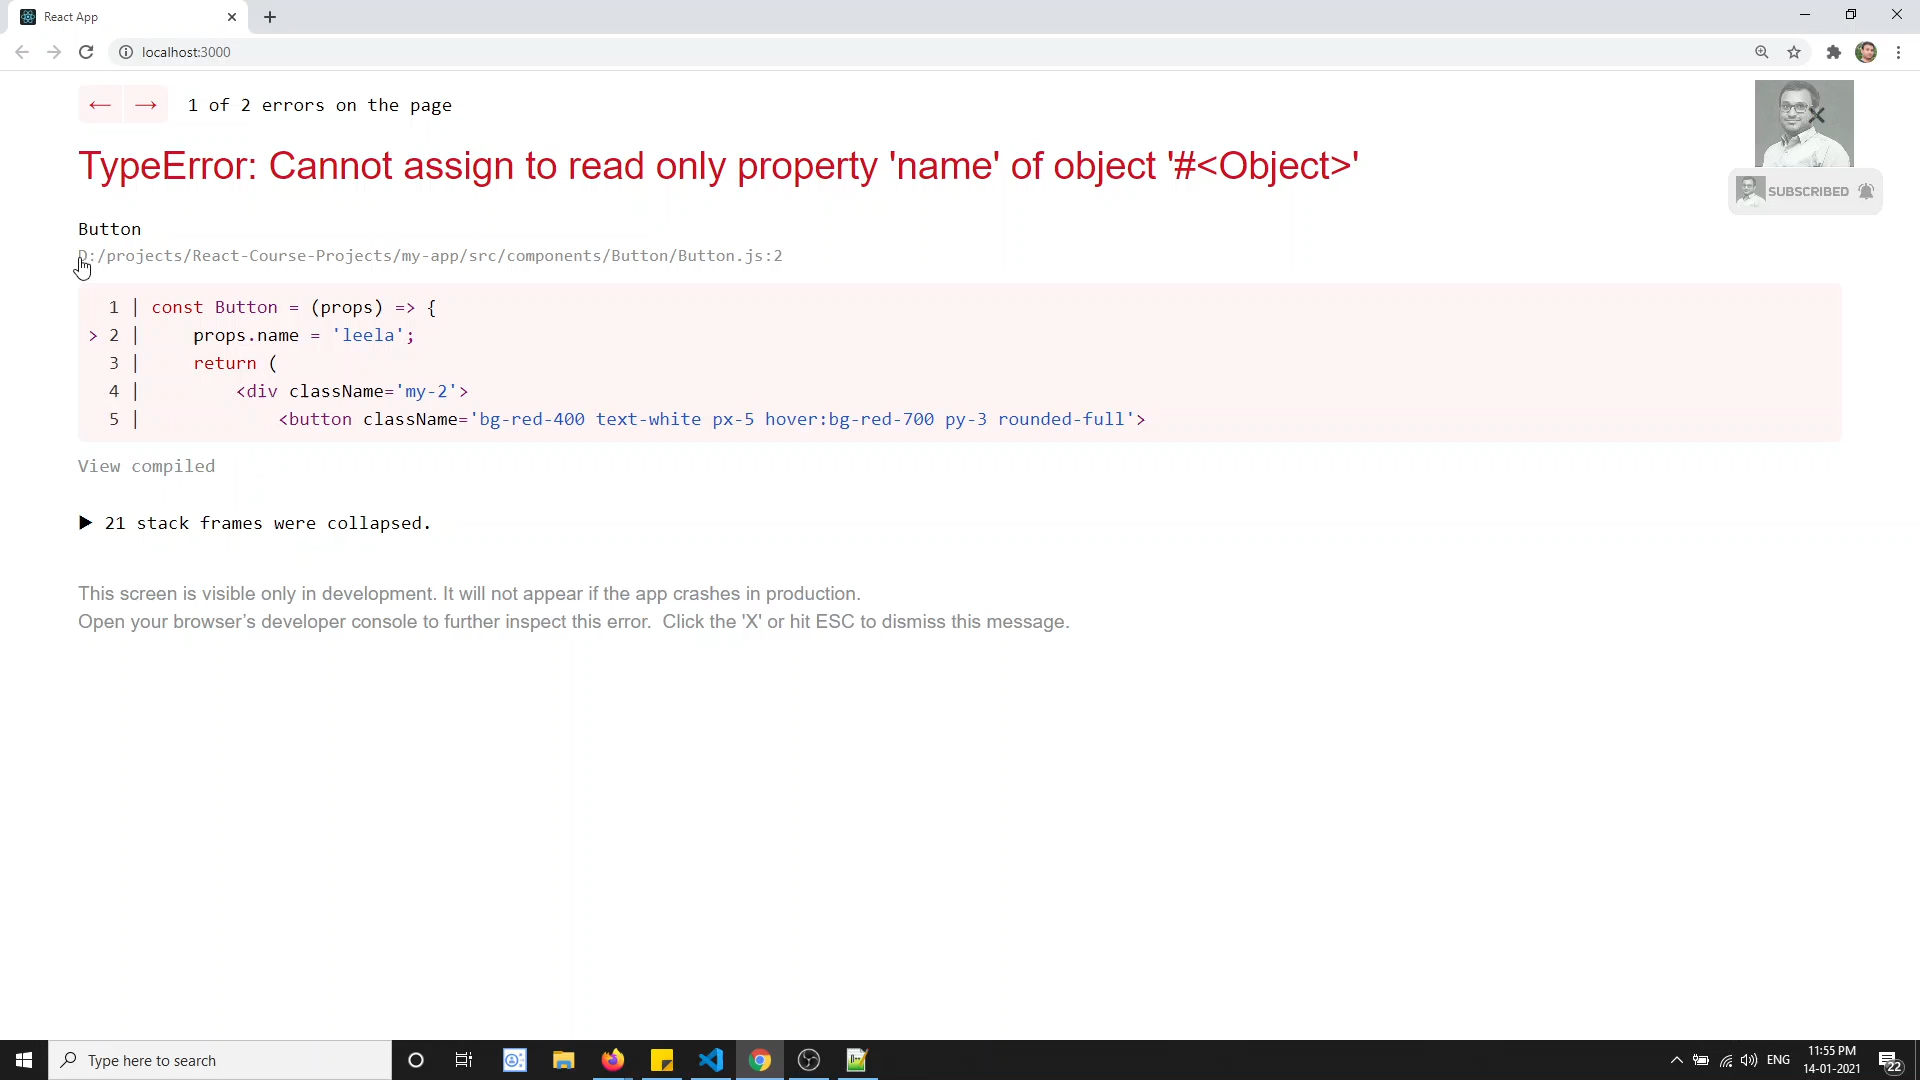 React App
localhost:3000
1 of 2 errors on the page
TypeError: Cannot assign to read only property 'name' of object '#<Object>'
SUBSCRIBED
Button
D:/projects/React-Course-Projects/my-app/src/components/Button/Button.js:2
1 | const Button = (props) => {
> 2 |     props.name = 'leela';
3 |     return (
4 |         <div className='my-2'>
5 |             <button className='bg-red-400 text-white px-5 hover:bg-red-700 py-3 rounded-full'>
View compiled
▶ 21 stack frames were collapsed.
This screen is visible only in development. It will not appear if the app crashes in production.
Open your browser’s developer console to further inspect this error.  Click the 'X' or hit ESC to dismiss this message.
Type here to search
ENG
11:55 PM
14-01-2021
22